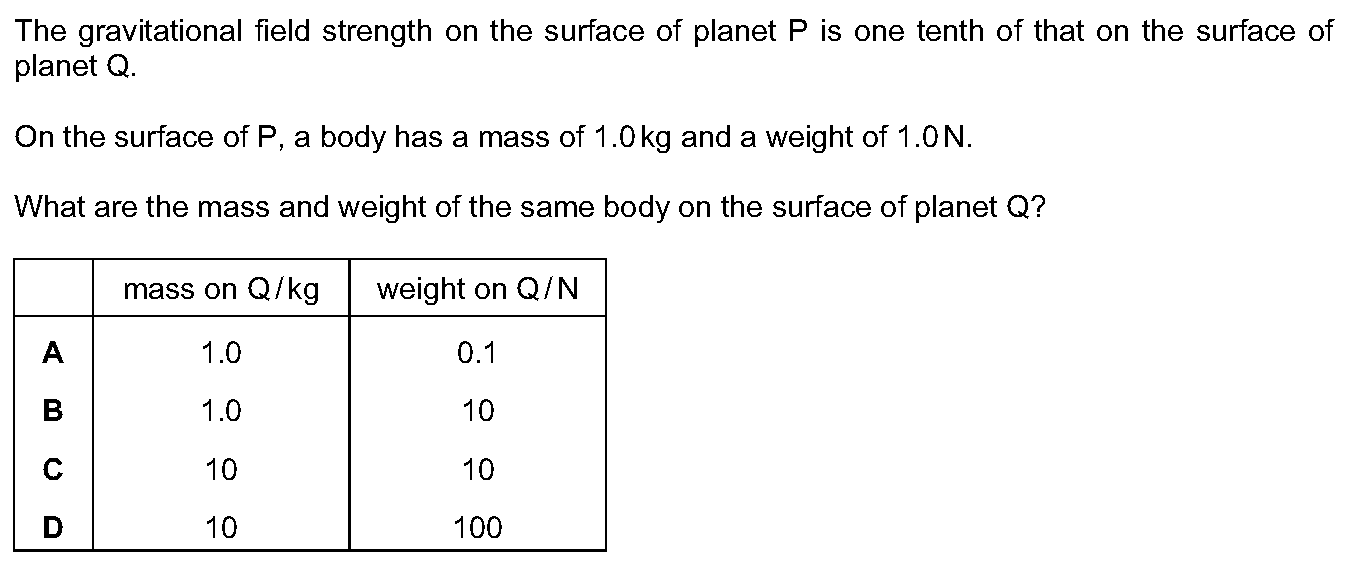 The gravitational field strength on the surface of planet P is one tenth of that on the surface of
planet Q.
On the surface of P, a body has a mass of 1.0 kg and a weight of 1.0 N.
What are the mass and weight of the same body on the surface of planet Q?
mass on Q / kg weight on Q / N
A 1.0 0.1
B 1.0 10
C 10 10
D 10 100